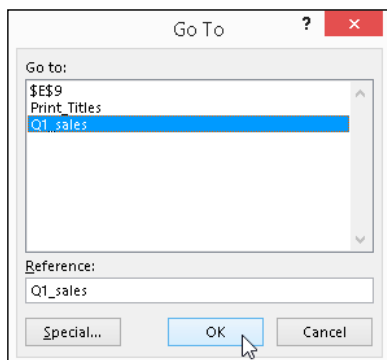 Go To
? ×
Go to:
$E$9
Print_Titles
Q1_sales
Reference:
Q1_sales
Special... OK Cancel